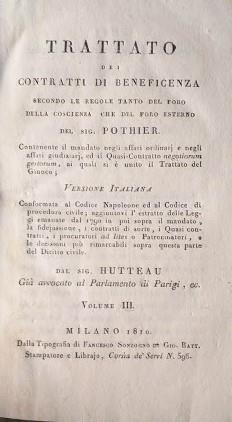 TRATTATO
DEI
CONTRATTI DI BENEFICENZA
SECONDO LE REGOLE TANTO DEL FORO
DELLA COSCIENZA CHE DEL FORO ESTERNO
DEL SIG. POTHIER.
Contenente il mandato negli affari ordinarj e negli
affari giudiziarj, ed il Quasi-Contratto negotiorum
gestorum, ai quali si è unito il Trattato del
Giuoco;
VERSIONE ITALIANA
Conformata al Codice Napoleone ed al Codice di
procedura civile; aggiuntovi l'estratto delle Leg-
gi emanate dal 1790 in poi sopra il mandato,
la fidejussione, i contratti di sorte, i Quasi con-
tratti, i procuratori ad lites o Patrocinatori, e
le decisioni più rimarcabili sopra questa parte
del Diritto civile.
DAL SIG. HUTTEAU
Già avvocato al Parlamento di Parigi, ec.
VOLUME III.
MILANO 1810.
Dalla Tipografia di FRANCESCO SONZOGNO di GIO. BATT.
Stampatore e Librajo, Corsia de' Servi N. 596.